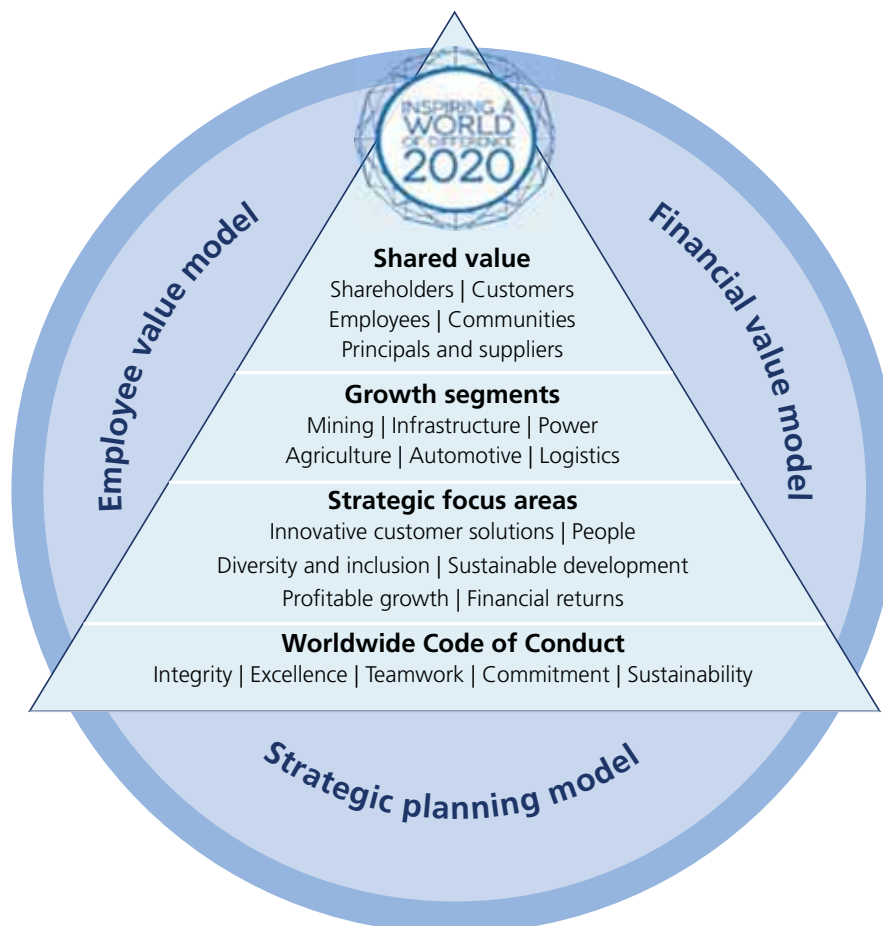 INSPIRING A
WORLD
OF DIFFERENCE
2020
Employee value model
Financial value model
Shared value
Shareholders | Customers
Employees | Communities
Principals and suppliers
Growth segments
Mining | Infrastructure | Power
Agriculture | Automotive | Logistics
Strategic focus areas
Innovative customer solutions | People
Diversity and inclusion | Sustainable development
Profitable growth | Financial returns
Worldwide Code of Conduct
Integrity | Excellence | Teamwork | Commitment | Sustainability
Strategic planning model